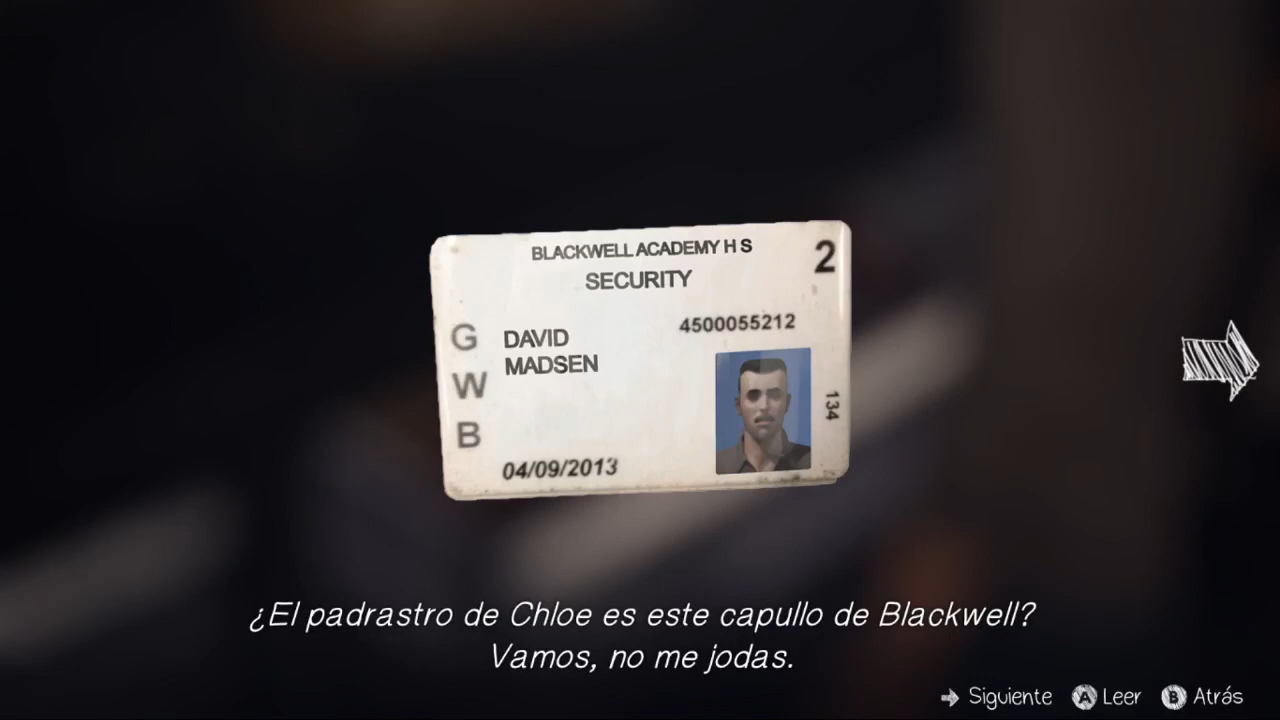 BLACKWELL ACADEMY H S
2
SECURITY
4500055212
G
W
B
DAVID
MADSEN
134
04/09/2013
¿El padrastro de Chloe es este capullo de Blackwell?
Vamos, no me jodas.
Siguiente A Leer B Atrás